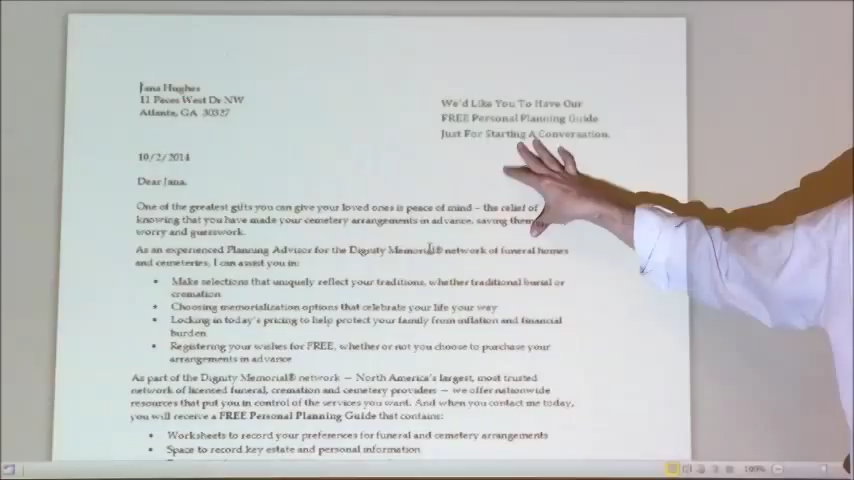 Jana Hughes
11 Peces West Dr NW
Atlanta, GA 30327
We'd Like You To Have Our
FREE Personal Planning Guide
Just For Starting A Conversation.
10/2/2014
Dear Jana,
One of the greatest gifts you can give your loved ones is peace of mind – the relief of
knowing that you have made your cemetery arrangements in advance, saving them
worry and guesswork.
As an experienced Planning Advisor for the Dignity Memorial® network of funeral homes
and cemeteries, I can assist you in:
• Make selections that uniquely reflect your traditions, whether traditional burial or
cremation
• Choosing memorialization options that celebrate your life your way
• Locking in today's pricing to help protect your family from inflation and financial
burden
• Registering your wishes for FREE, whether or not you choose to purchase your
arrangements in advance
As part of the Dignity Memorial® network — North America's largest, most trusted
network of licensed funeral, cremation and cemetery providers — we offer nationwide
resources that put you in control of the services you want. And when you contact me today,
you will receive a FREE Personal Planning Guide that contains:
• Worksheets to record your preferences for funeral and cemetery arrangements
• Space to record key estate and personal information
100%